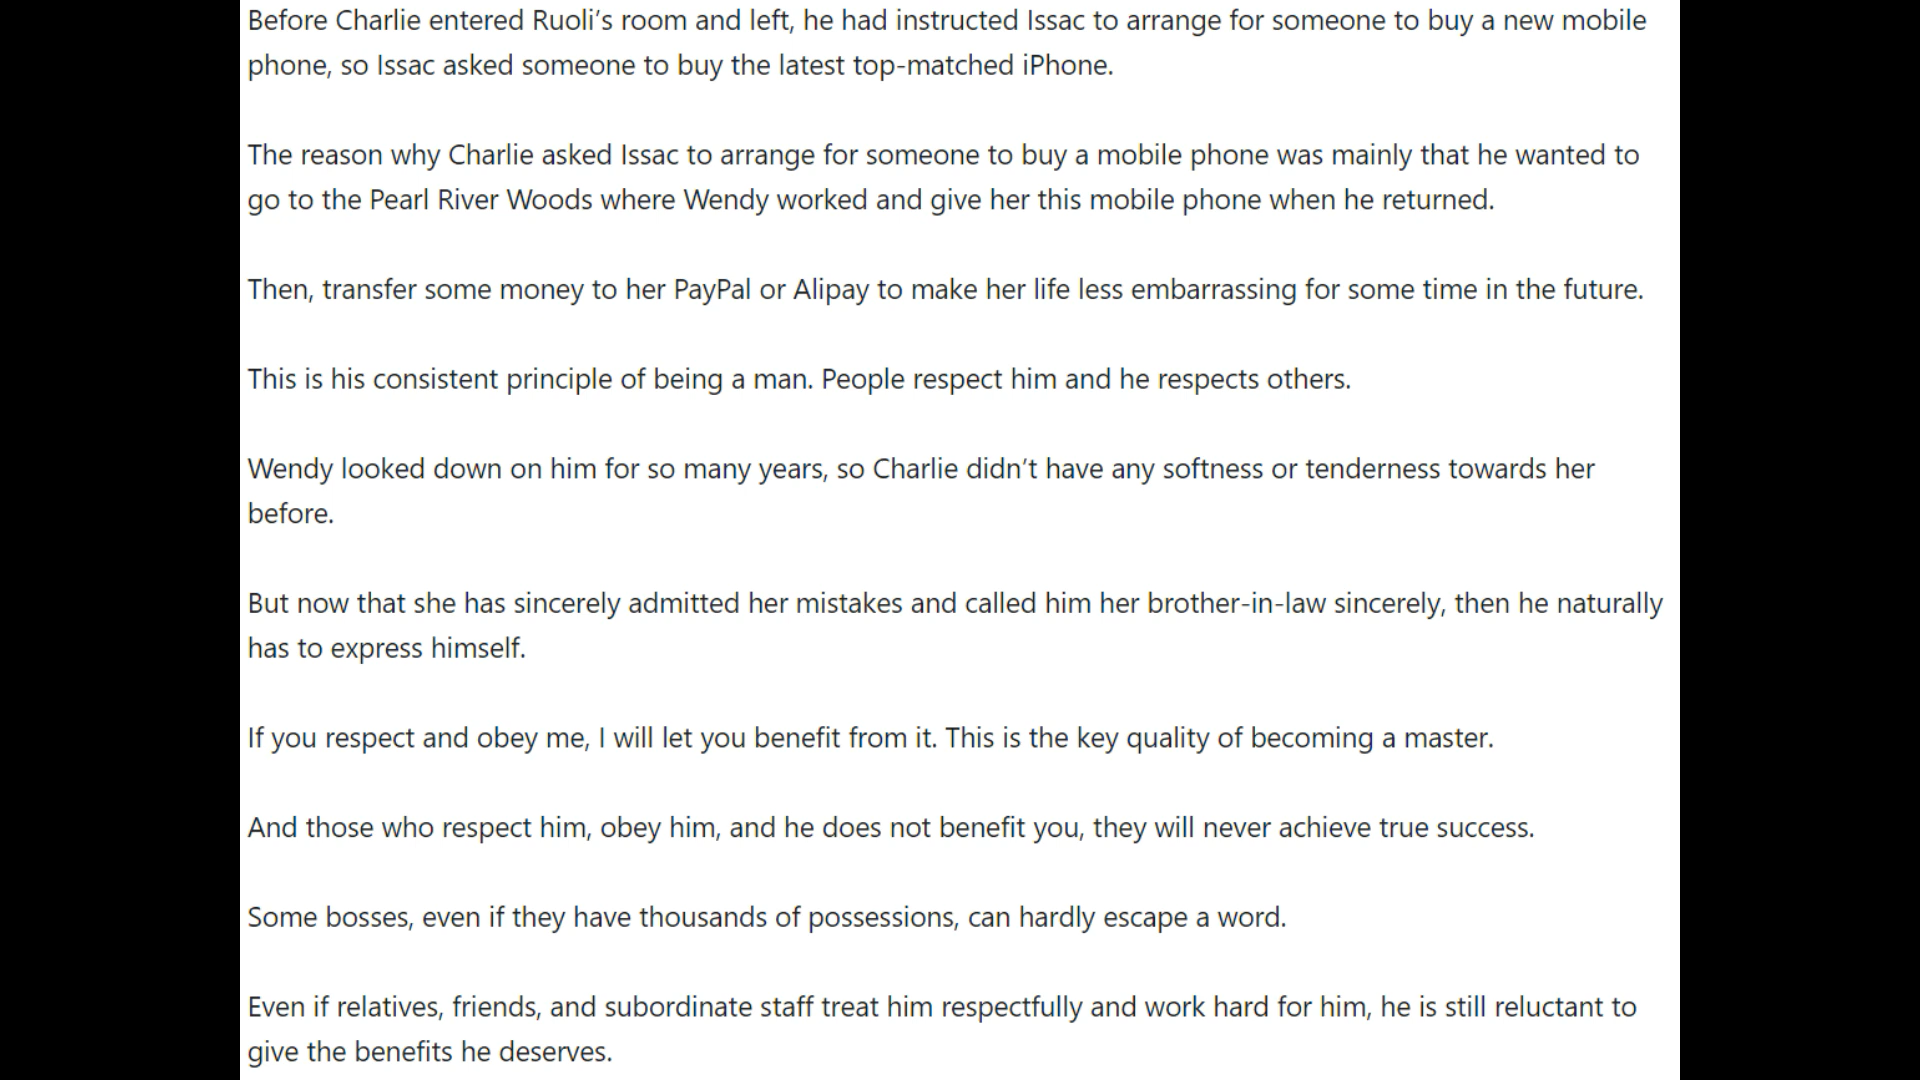 Before Charlie entered Ruoli’s room and left, he had instructed Issac to arrange for someone to buy a new mobile
phone, so Issac asked someone to buy the latest top-matched iPhone.
The reason why Charlie asked Issac to arrange for someone to buy a mobile phone was mainly that he wanted to
go to the Pearl River Woods where Wendy worked and give her this mobile phone when he returned.
Then, transfer some money to her PayPal or Alipay to make her life less embarrassing for some time in the future.
This is his consistent principle of being a man. People respect him and he respects others.
Wendy looked down on him for so many years, so Charlie didn’t have any softness or tenderness towards her
before.
But now that she has sincerely admitted her mistakes and called him her brother-in-law sincerely, then he naturally
has to express himself.
If you respect and obey me, I will let you benefit from it. This is the key quality of becoming a master.
And those who respect him, obey him, and he does not benefit you, they will never achieve true success.
Some bosses, even if they have thousands of possessions, can hardly escape a word.
Even if relatives, friends, and subordinate staff treat him respectfully and work hard for him, he is still reluctant to
give the benefits he deserves.